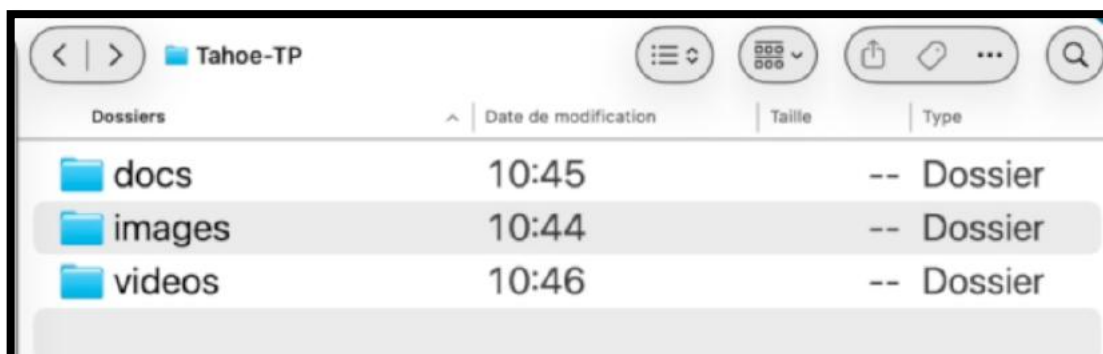 Tahoe-TP
Dossiers Date de modification Taille Type
docs 10:45 -- Dossier
images 10:44 -- Dossier
videos 10:46 -- Dossier